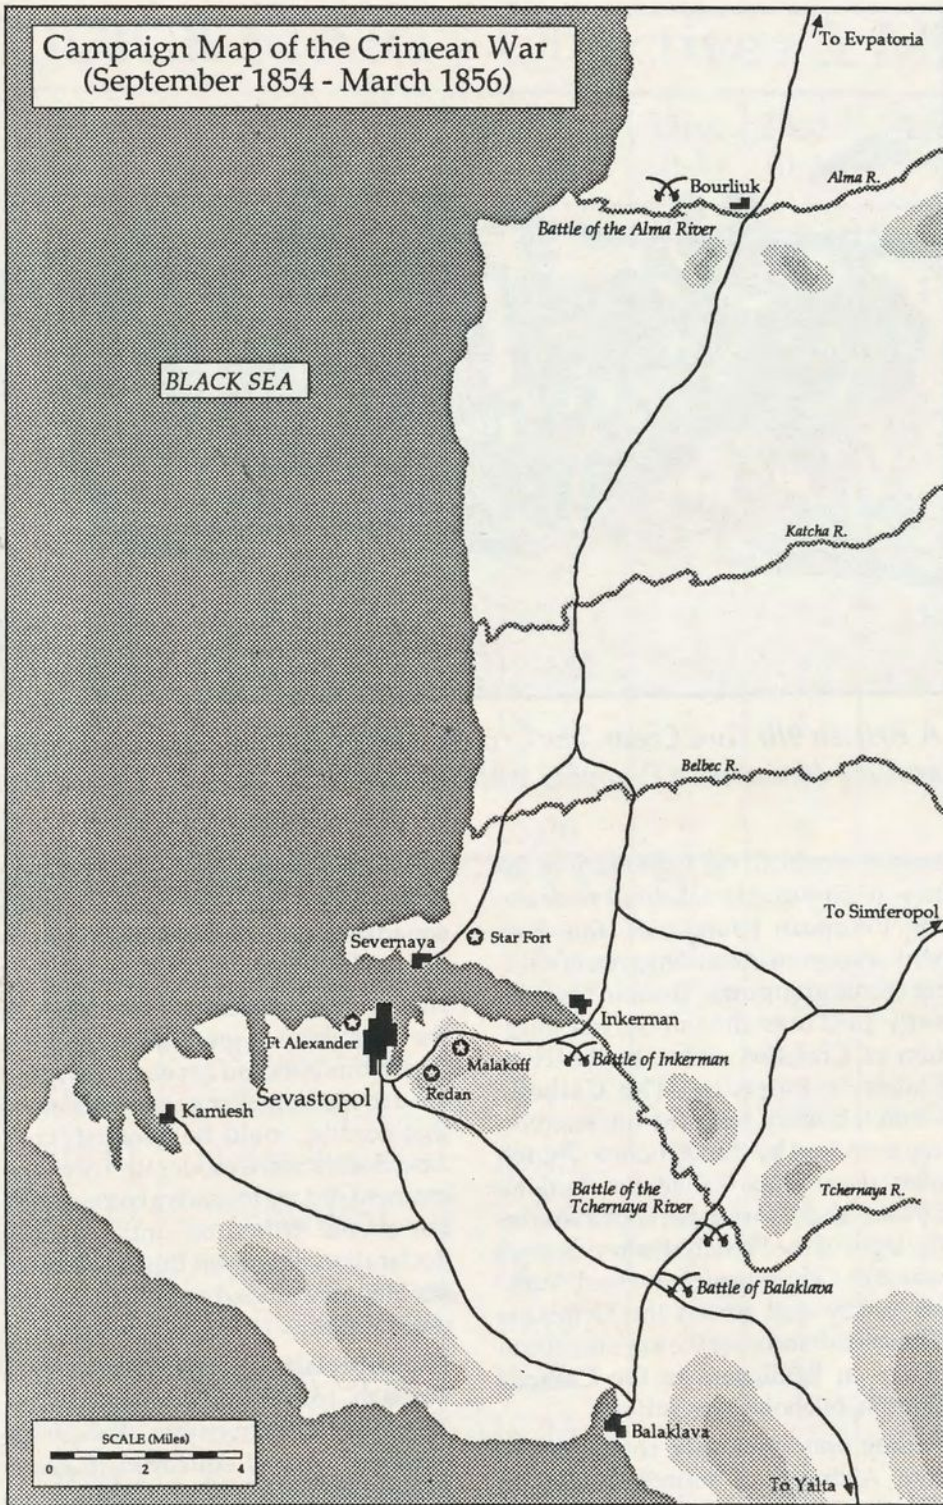 Campaign Map of the Crimean War
(September 1854 - March 1856)
To Evpatoria
Alma R.
Bourliuk
Battle of the Alma River
BLACK SEA
Katcha R.
Belbec R.
To Simferopol
Star Fort
Severnaya
Inkerman
Ft Alexander
Battle of Inkerman
Malakoff
Redan
Sevastopol
Kamiesh
Battle of the
Tchernaya River
Tchernaya R.
Battle of Balaklava
Balaklava
SCALE (Miles)
0 2 4
To Yalta